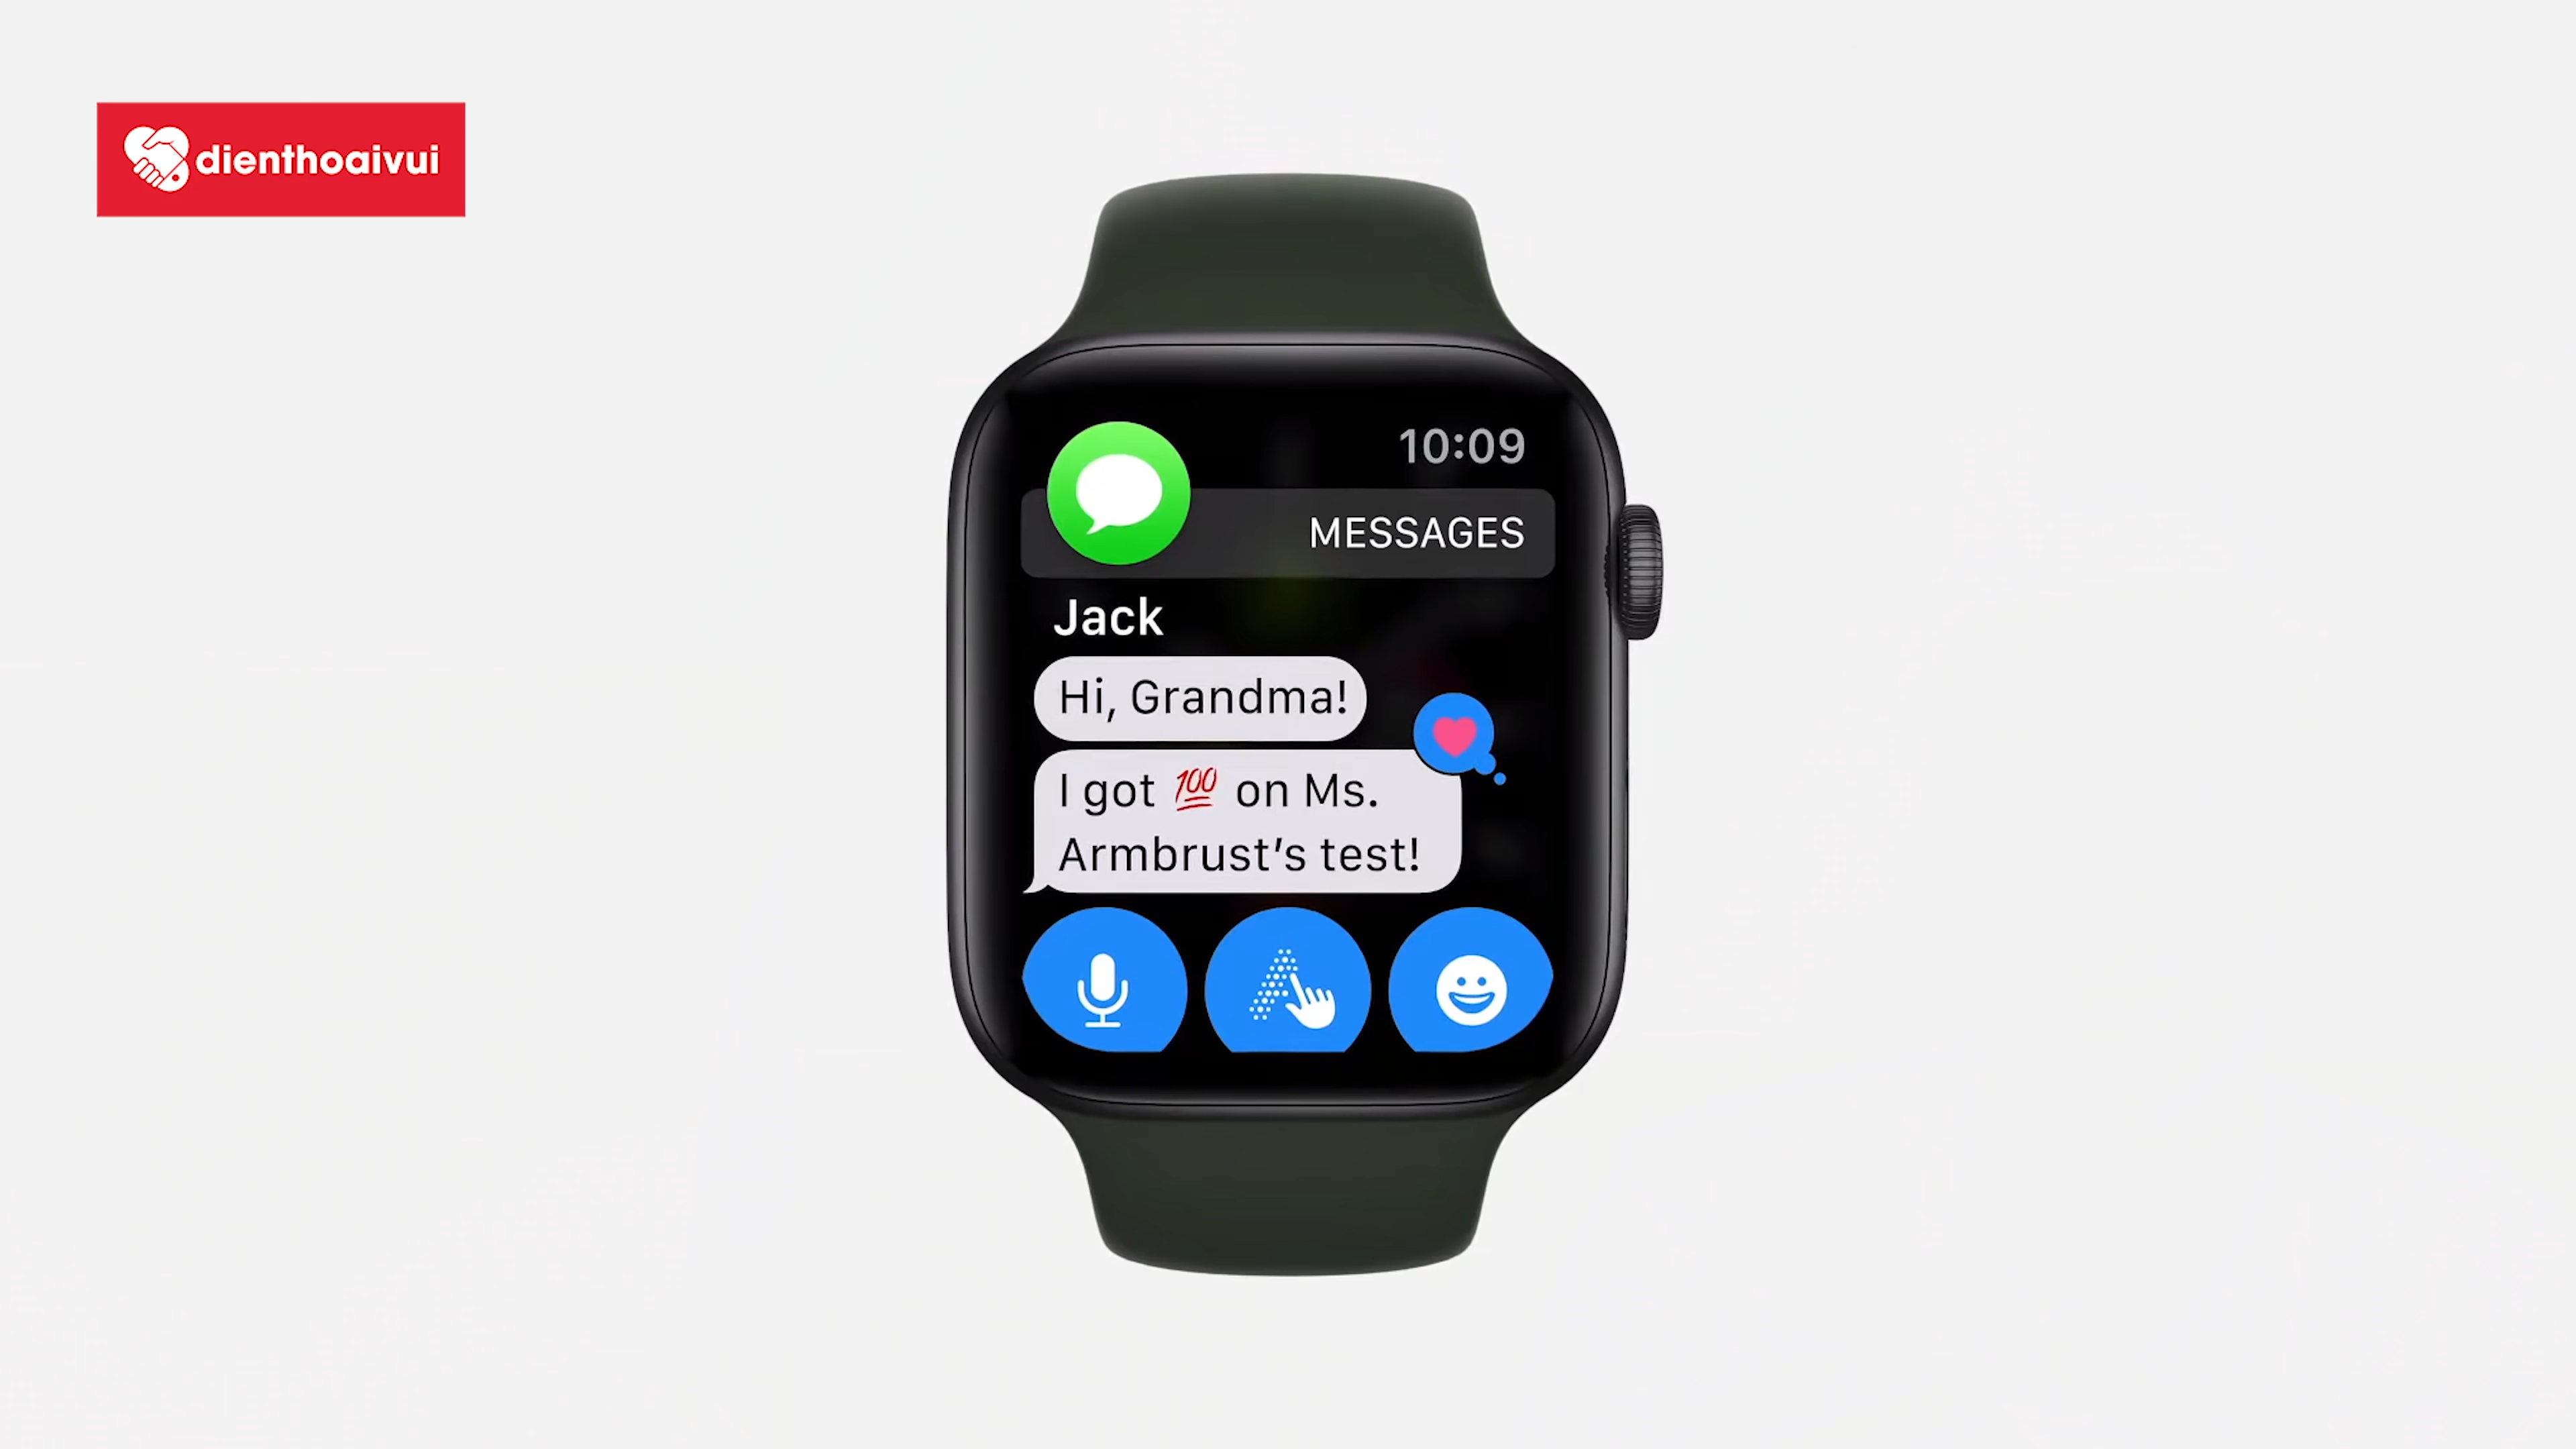 dienthoaivui
10:09
MESSAGES
Jack
Hi, Grandma!
I got 💯 on Ms.
Armbrust’s test!